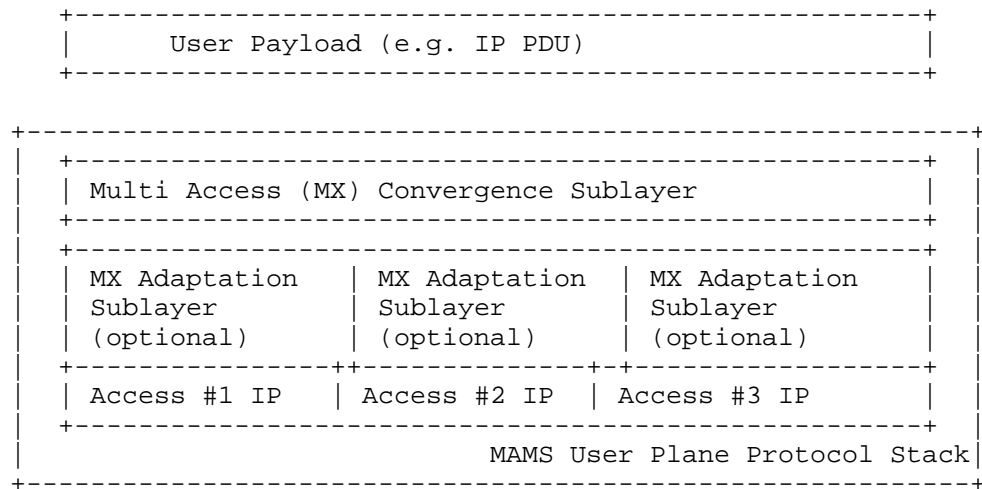 User Payload (e.g. IP PDU)
Multi Access (MX) Convergence Sublayer
MX Adaptation | MX Adaptation | MX Adaptation
Sublayer | Sublayer | Sublayer
(optional) | (optional) | (optional)
Access #1 IP | Access #2 IP | Access #3 IP
MAMS User Plane Protocol Stack